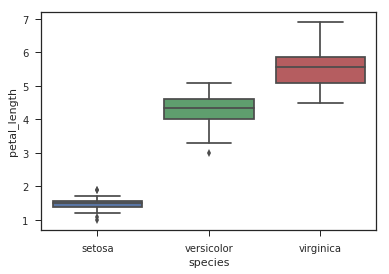 7
6
5
4
3
2
1
petal_length
setosa
versicolor
virginica
species